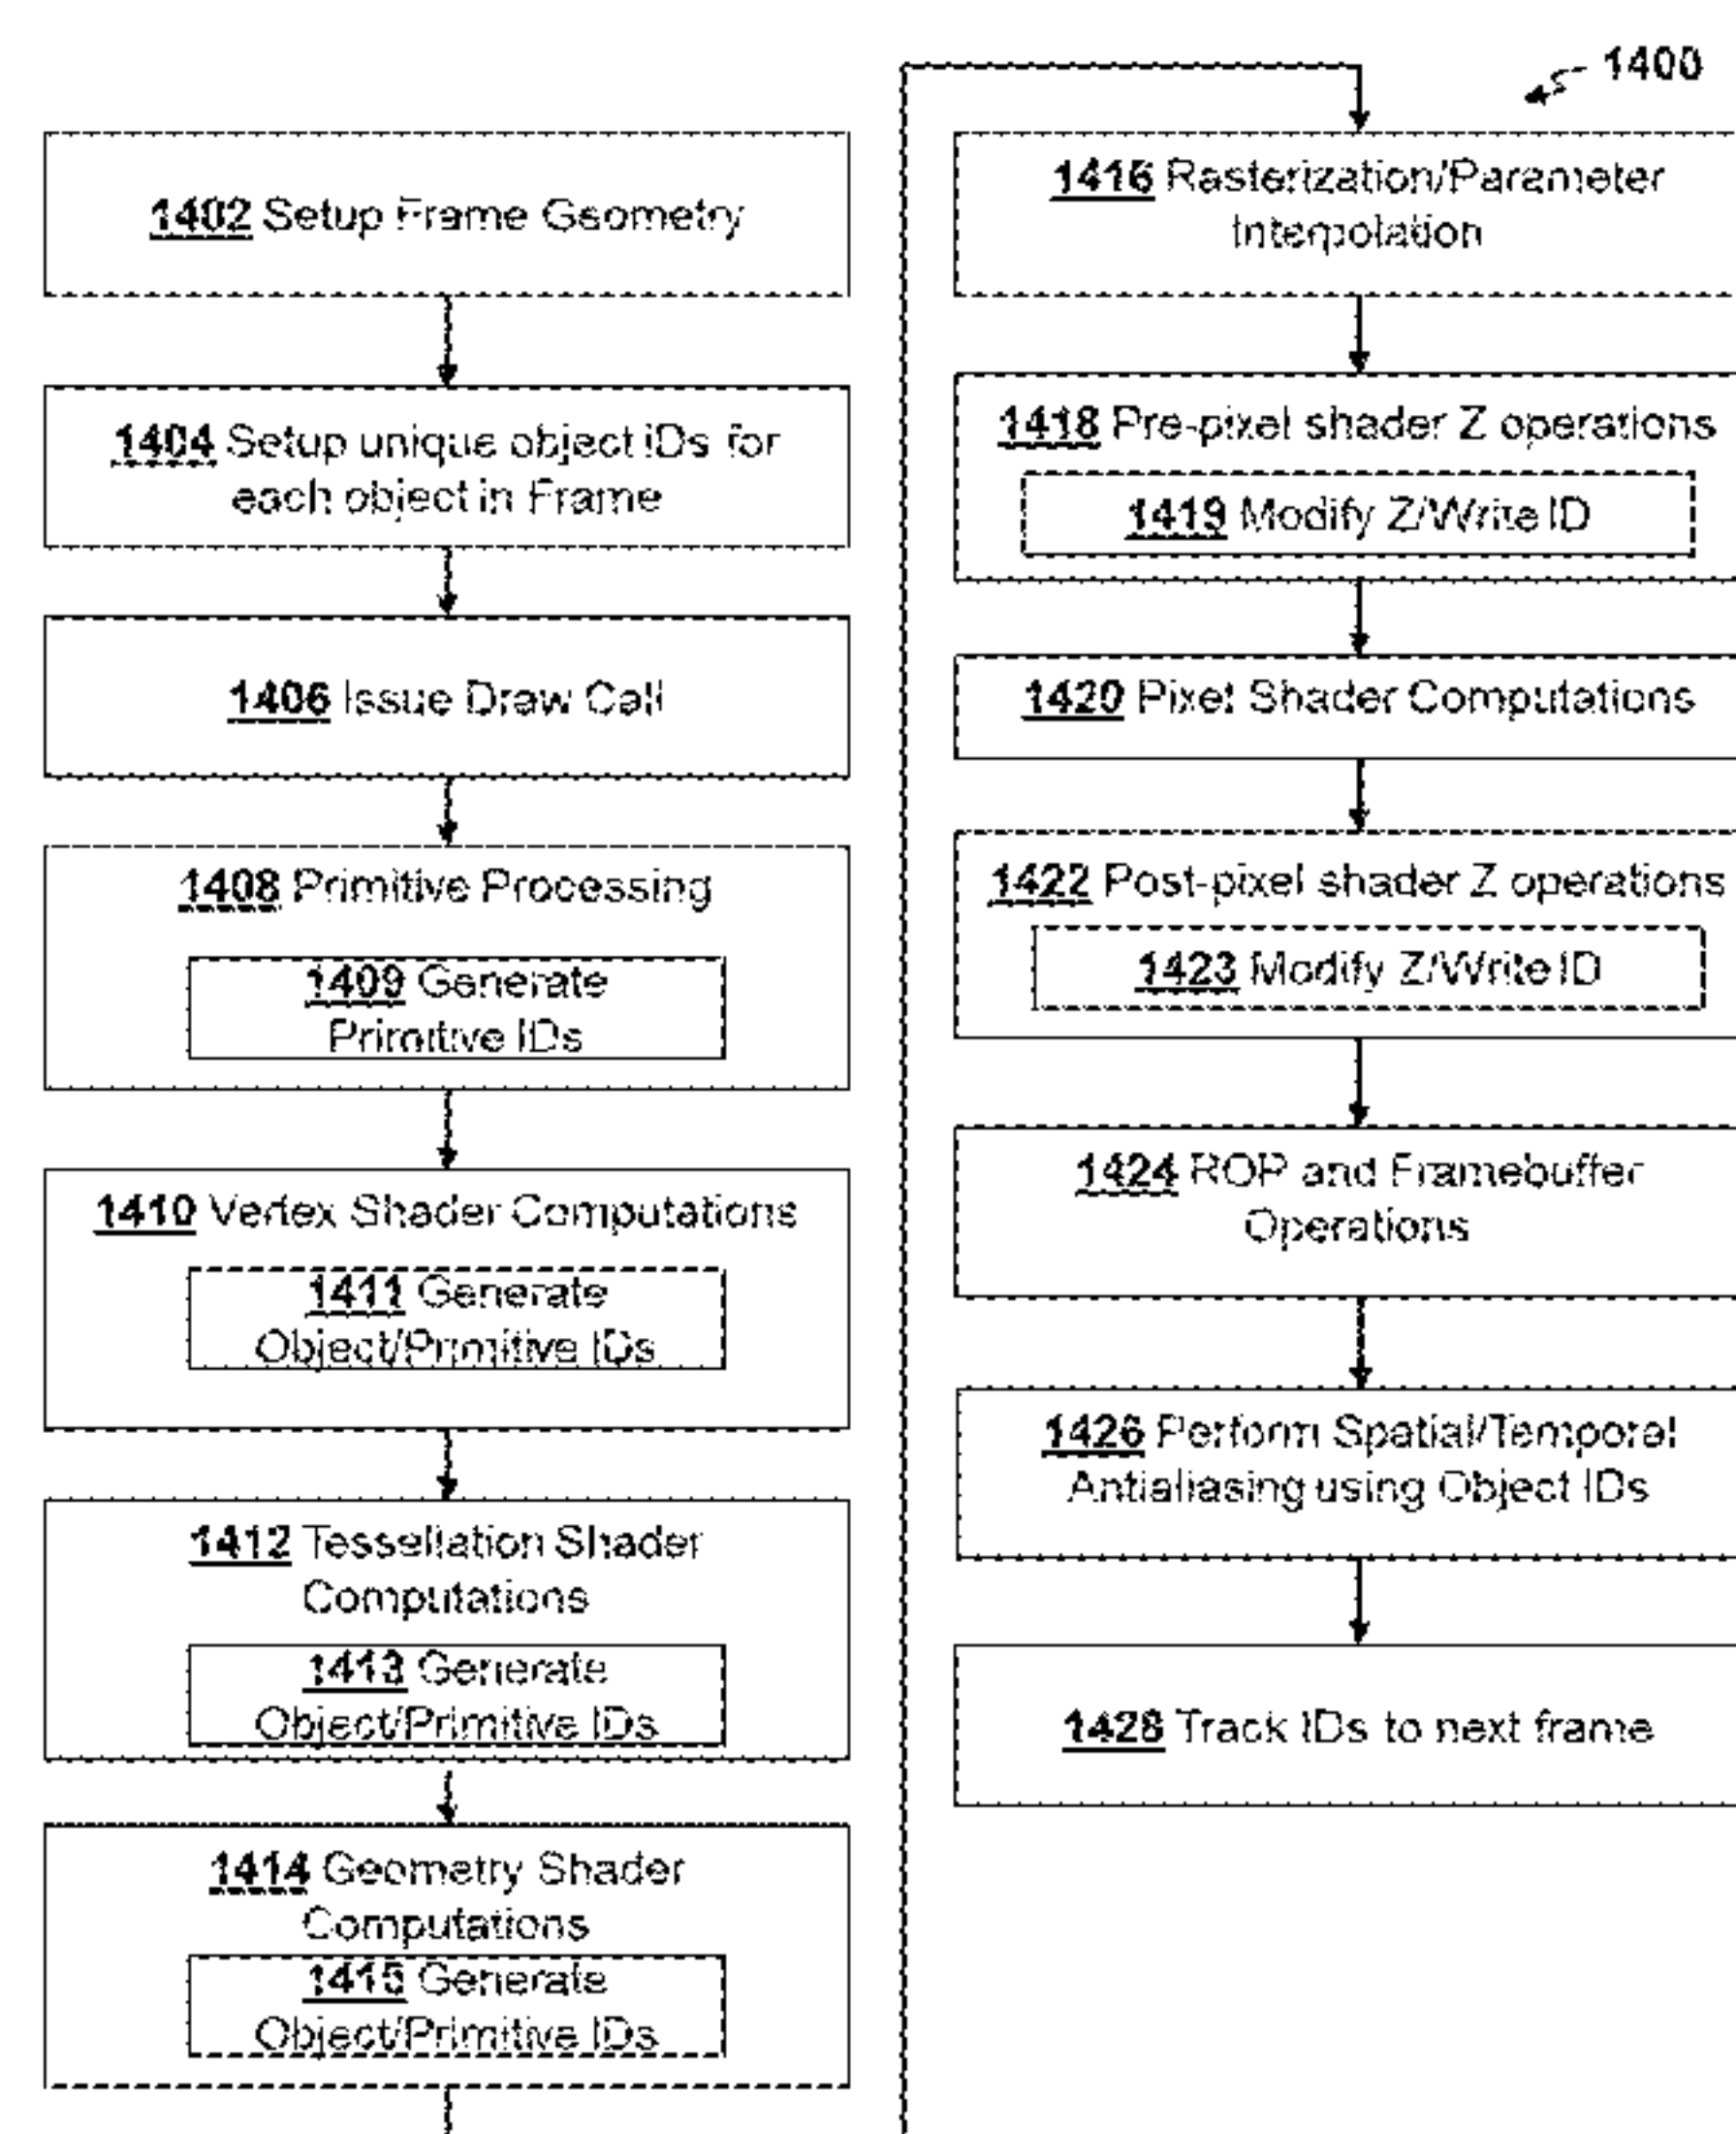 1400
1402 Setup Frame Geometry
1404 Setup unique object IDs for
each object in Frame
1406 Issue Draw Call
1408 Primitive Processing
1409 Generate
Primitive IDs
1410 Vertex Shader Computations
1411 Generate
Object/Primitive IDs
1412 Tessellation Shader
Computations
1413 Generate
Object/Primitive IDs
1414 Geometry Shader
Computations
1415 Generate
Object/Primitive IDs
1416 Rasterization/Parameter
Interpolation
1418 Pre-pixel shader Z operations
1419 Modify Z/Write ID
1420 Pixel Shader Computations
1422 Post-pixel shader Z operations
1423 Modify Z/Write ID
1424 ROP and Framebuffer
Operations
1426 Perform Spatial/Temporal
Antialiasing using Object IDs
1428 Track IDs to next frame